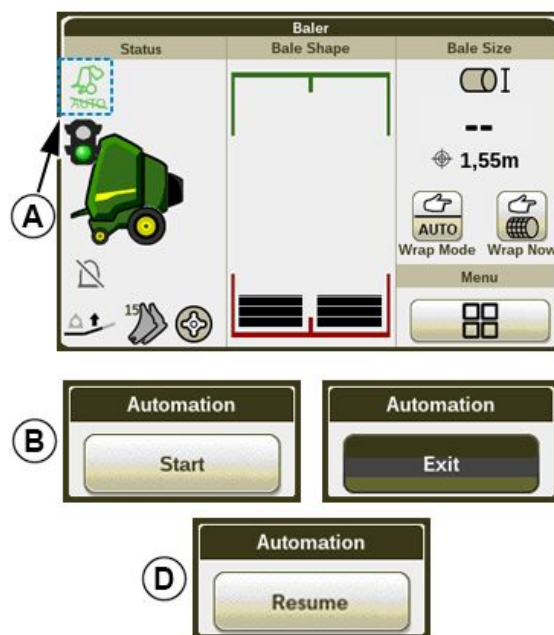 Baler
Status
Bale Shape
Bale Size
AUTO
--
1,55m
A
AUTO
Wrap Mode
Wrap Now
15
Menu
Automation
B
Start
Automation
Exit
Automation
D
Resume